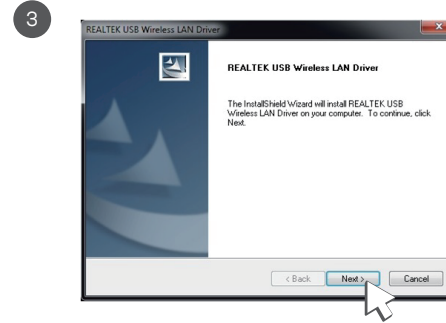 3
REALTEK USB Wireless LAN Driver
REALTEK USB Wireless LAN Driver
The InstallShield Wizard will install REALTEK USB
Wireless LAN Driver on your computer. To continue, click
Next.
< Back Next > Cancel